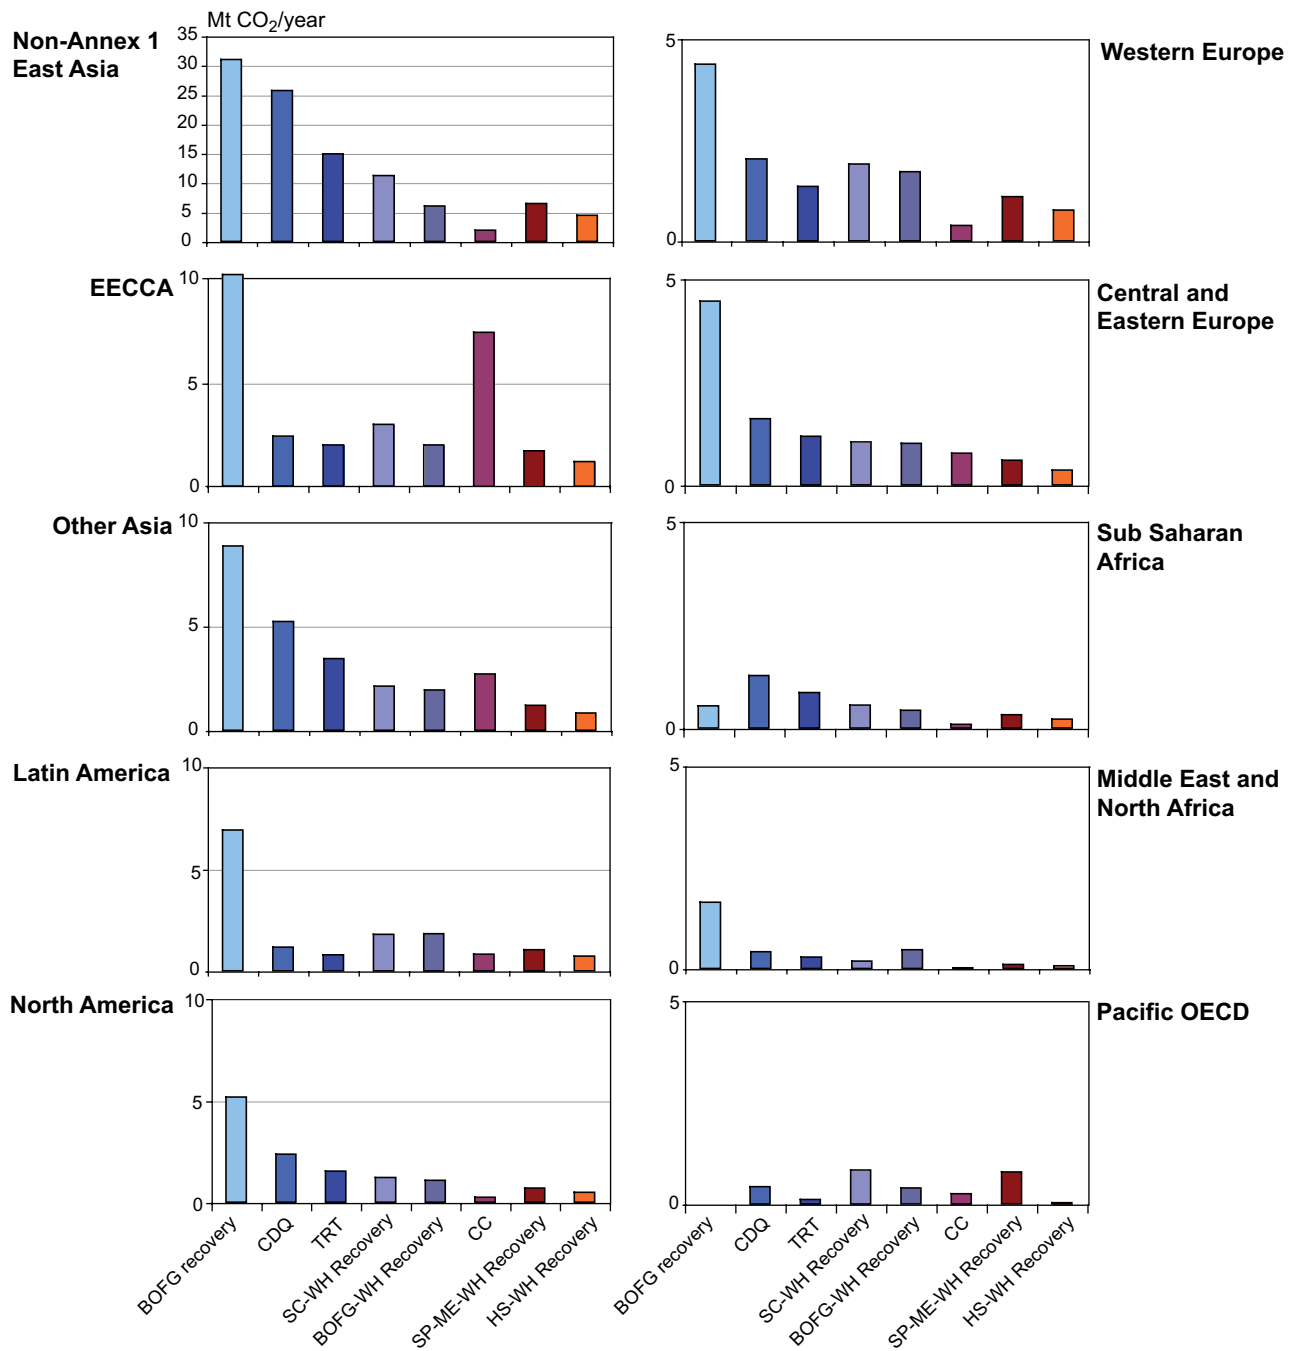 Mt CO₂/year
Non-Annex 1
East Asia
35
30
25
20
15
10
5
0
5
0
Western Europe
EECCA
10
5
0
5
0
Central and
Eastern Europe
Other Asia
10
5
0
5
0
Sub Saharan
Africa
Latin America
10
5
0
5
0
Middle East and
North Africa
North America
10
5
0
5
0
Pacific OECD
BOFG recovery
CDQ
TRT
SC-WH Recovery
BOFG-WH Recovery
CC
SP-ME-WH Recovery
HS-WH Recovery
BOFG recovery
CDQ
TRT
SC-WH Recovery
BOFG-WH Recovery
CC
SP-ME-WH Recovery
HS-WH Recovery